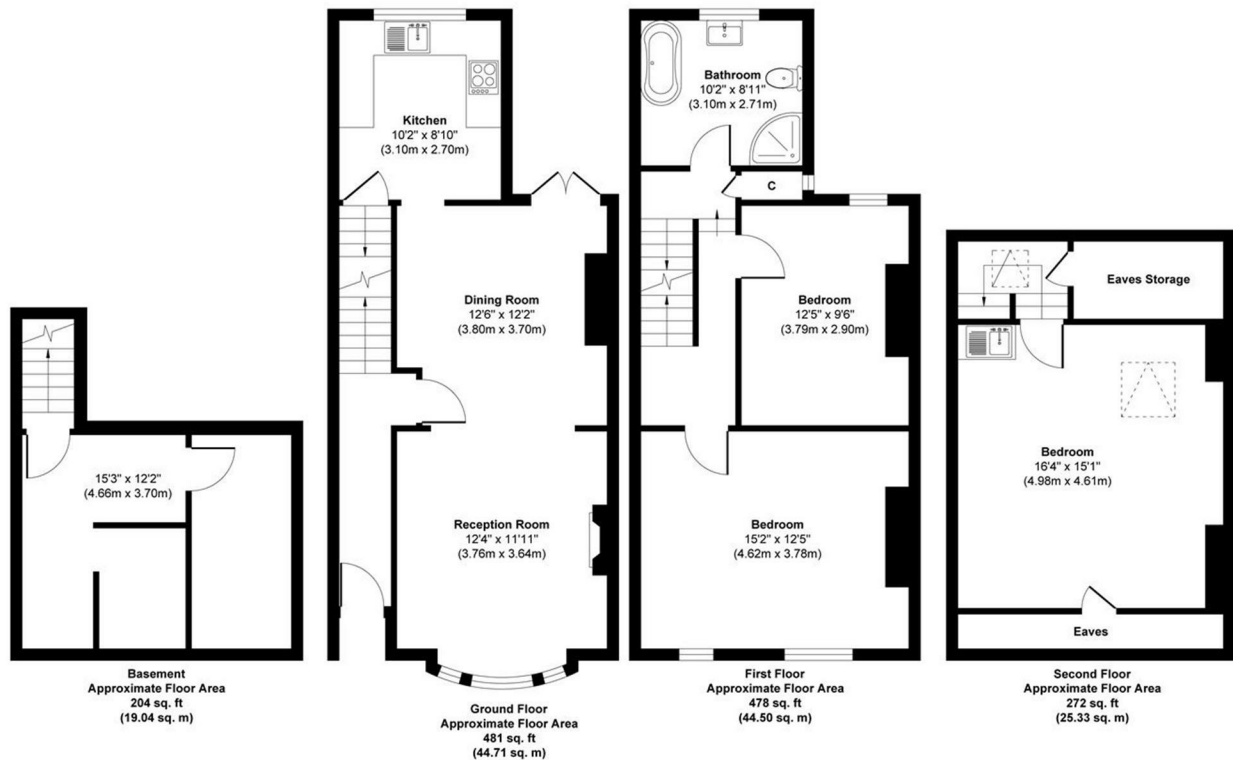 Kitchen
10'2" x 8'10"
(3.10m x 2.70m)
Dining Room
12'6" x 12'2"
(3.80m x 3.70m)
Reception Room
12'4" x 11'11"
(3.76m x 3.64m)
Bathroom
10'2" x 8'11"
(3.10m x 2.71m)
C
Bedroom
12'5" x 9'6"
(3.79m x 2.90m)
Bedroom
15'2" x 12'5"
(4.62m x 3.78m)
Eaves Storage
Bedroom
16'4" x 15'1"
(4.98m x 4.61m)
Eaves
15'3" x 12'2"
(4.66m x 3.70m)
Basement
Approximate Floor Area
204 sq. ft
(19.04 sq. m)
Ground Floor
Approximate Floor Area
481 sq. ft
(44.71 sq. m)
First Floor
Approximate Floor Area
478 sq. ft
(44.50 sq. m)
Second Floor
Approximate Floor Area
272 sq. ft
(25.33 sq. m)